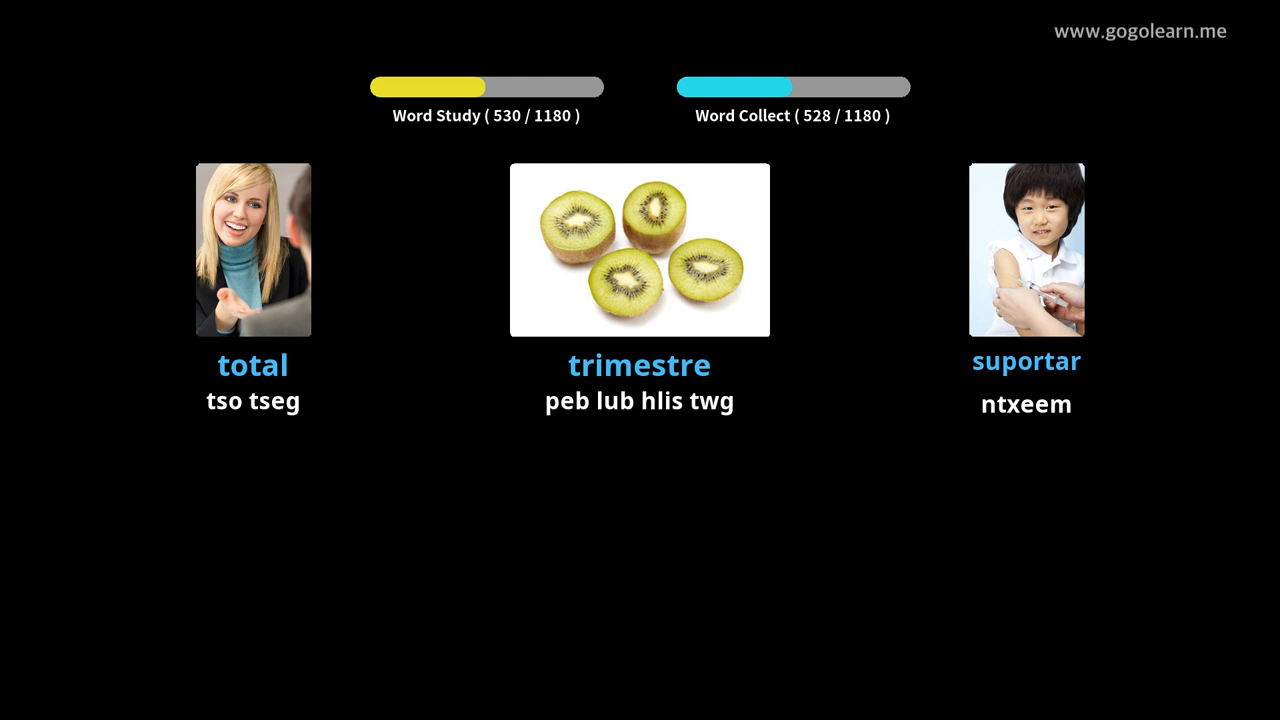 www.gogolearn.me
Word Study ( 530 / 1180 )
Word Collect ( 528 / 1180 )
total
tso tseg
trimestre
peb lub hlis twg
suportar
ntxeem